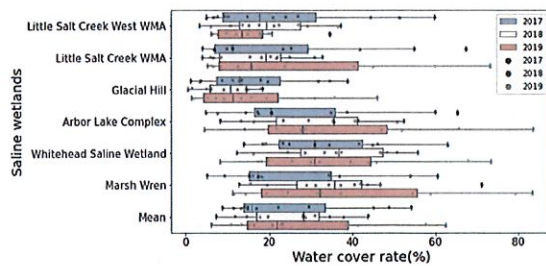 Little Salt Creek West WMA
Little Salt Creek WMA
Glacial Hill
Arbor Lake Complex
Whitehead Saline Wetland
Marsh Wren
Mean
Saline wetlands
0 20 40 60 80
Water cover rate(%)
2017
2018
2019
2017
2018
2019